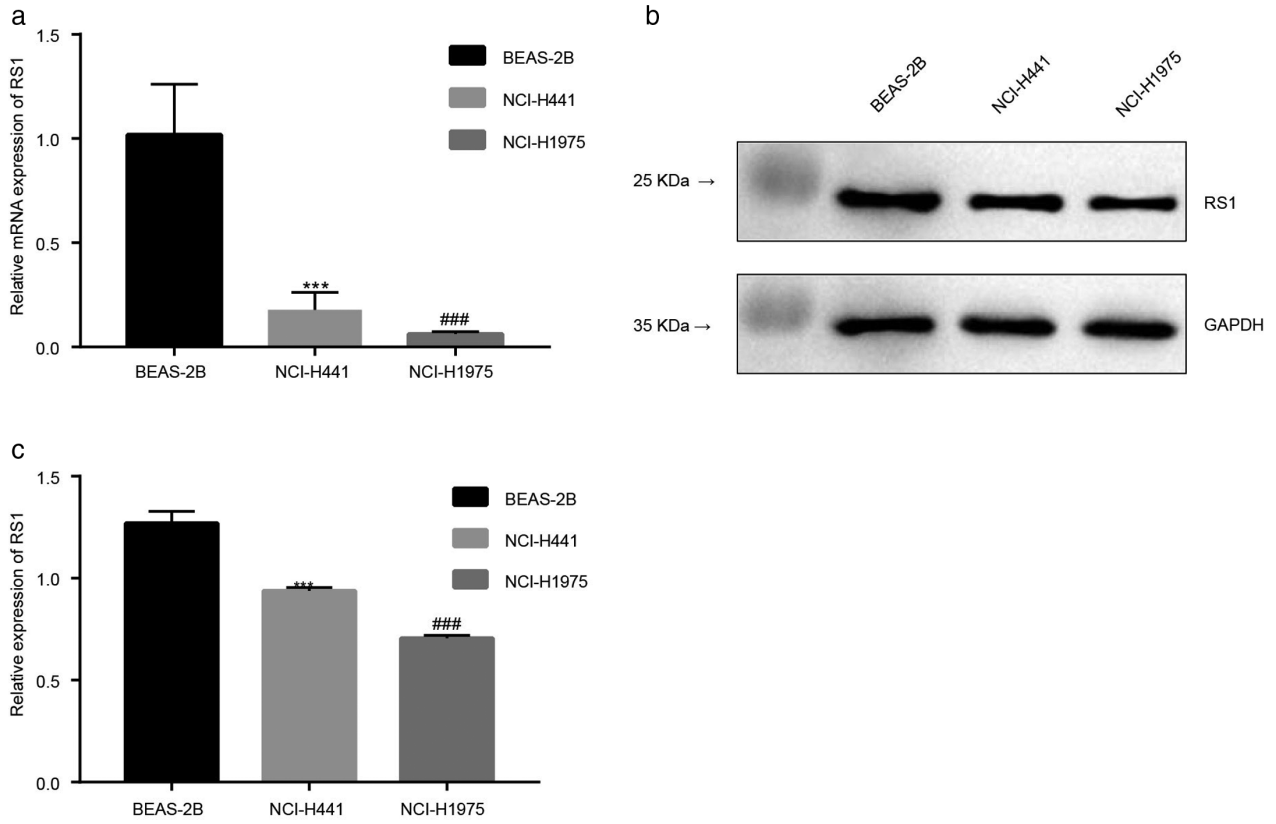 a
Relative mRNA expression of RS1
1.5
1.0
0.5
0.0
BEAS-2B
NCI-H441
NCI-H1975
***
###
BEAS-2B
NCI-H441
NCI-H1975
b
BEAS-2B
NCI-H441
NCI-H1975
25 KDa →
RS1
35 KDa →
GAPDH
c
Relative expression of RS1
1.5
1.0
0.5
0.0
BEAS-2B
NCI-H441
NCI-H1975
***
###
BEAS-2B
NCI-H441
NCI-H1975